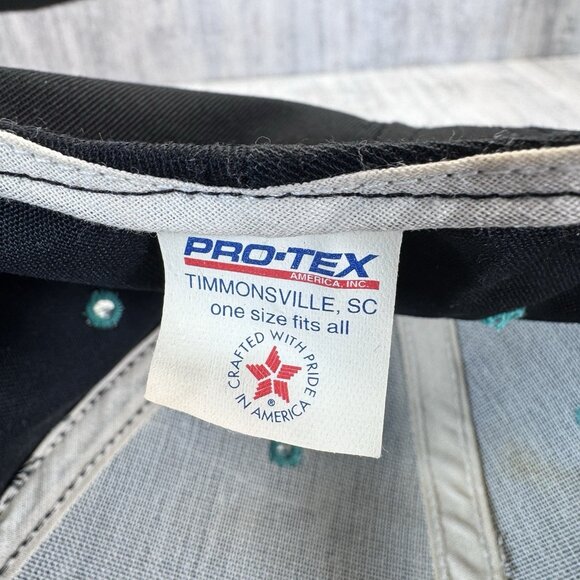 PRO-TEX
AMERICA, INC.
TIMMONSVILLE, SC
one size fits all
CRAFTED WITH PRIDE
IN AMERICA
®